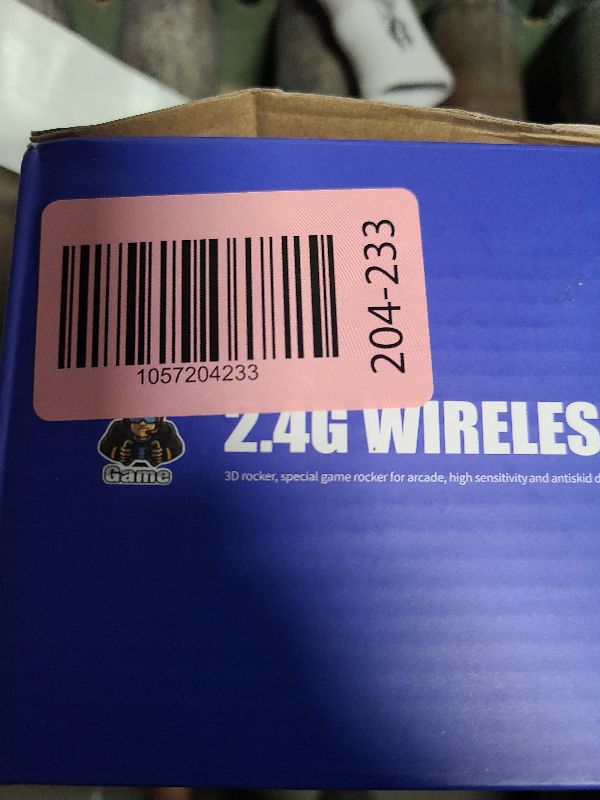 1057204233
204-233
Game
2.4G WIRELES
3D rocker, special game rocker for arcade, high sensitivity and antiskid d